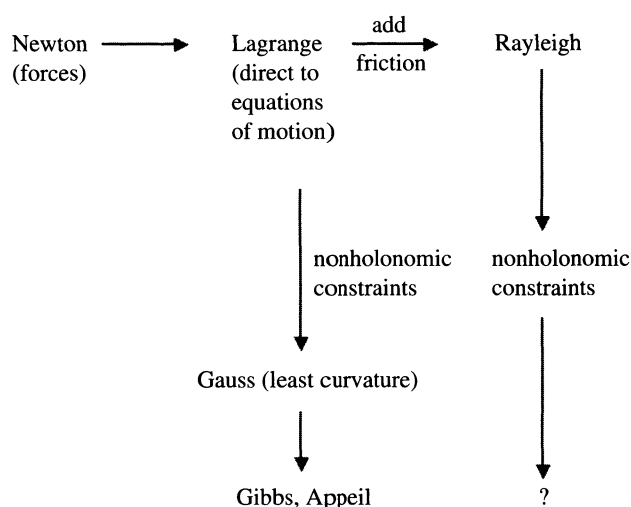 Newton
(forces)
Lagrange
(direct to
equations
of motion)
add
friction
Rayleigh
nonholonomic
constraints
nonholonomic
constraints
Gauss (least curvature)
Gibbs, Appeil
?